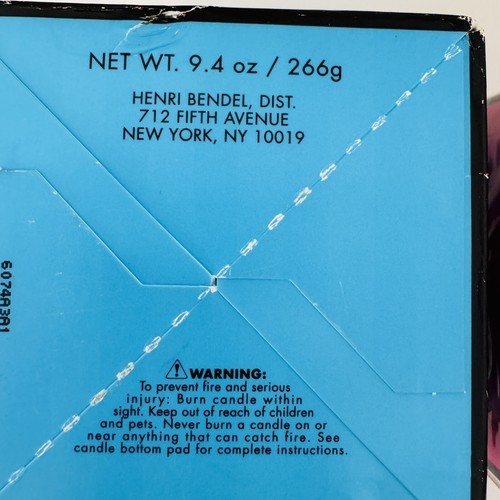 NET WT. 9.4 oz / 266g
HENRI BENDEL, DIST.
712 FIFTH AVENUE
NEW YORK, NY 10019
6074A3A1
WARNING:
To prevent fire and serious
injury: Burn candle within
sight. Keep out of reach of children
and pets. Never burn a candle on or
near anything that can catch fire. See
candle bottom pad for complete instructions.